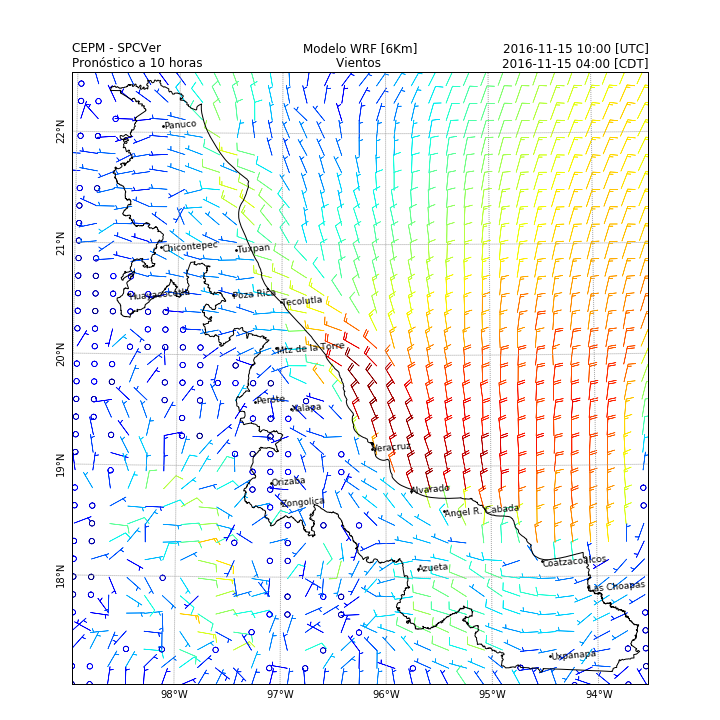 CEPM - SPCVer
Modelo WRF [6Km]
2016-11-15 10:00 [UTC]
Pronóstico a 10 horas
Vientos
2016-11-15 04:00 [CDT]
22°N
Panuco
21°N
Chicontepec
Tuxpan
Poza Rica
Tecolutla
20°N
Mtz de la Torre
Perote
Xalapa
Veracruz
19°N
Orizaba
Alvarado
Zongolica
Angel R. Cabada
18°N
Azueta
Coatzacoalcos
Las Choapas
Uxpanapa
98°W
97°W
96°W
95°W
94°W